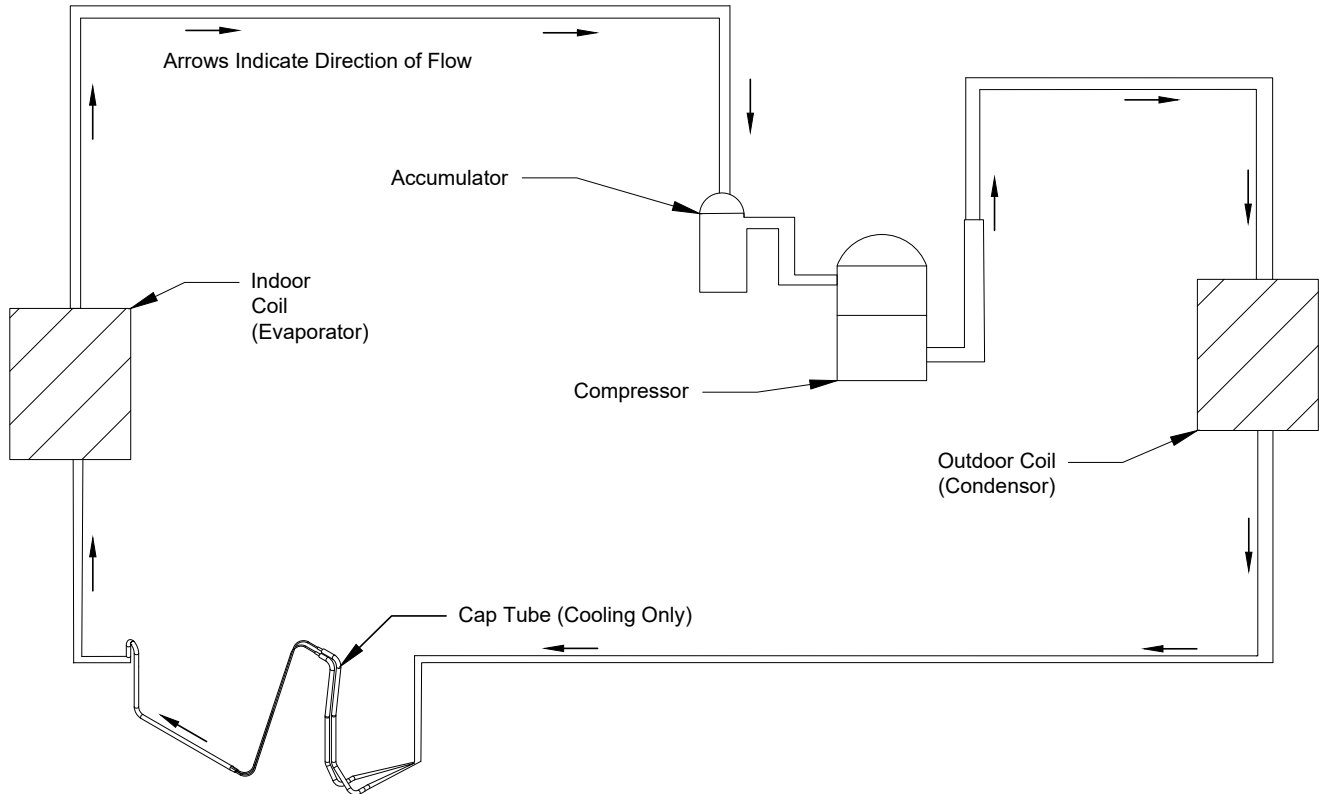 Arrows Indicate Direction of Flow
Accumulator
Indoor
Coil
(Evaporator)
Compressor
Outdoor Coil
(Condensor)
Cap Tube (Cooling Only)